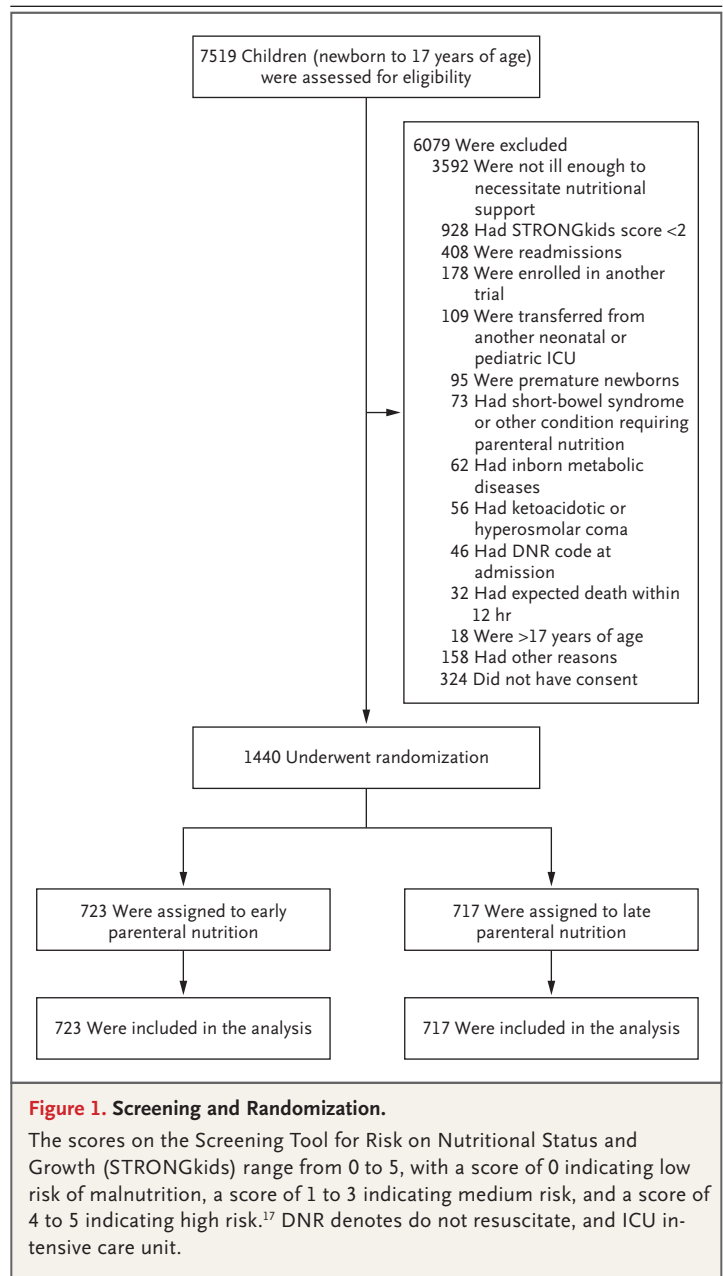 7519 Children (newborn to 17 years of age)
were assessed for eligibility
6079 Were excluded
3592 Were not ill enough to
necessitate nutritional
support
928 Had STRONGkids score <2
408 Were readmissions
178 Were enrolled in another
trial
109 Were transferred from
another neonatal or
pediatric ICU
95 Were premature newborns
73 Had short-bowel syndrome
or other condition requiring
parenteral nutrition
62 Had inborn metabolic
diseases
56 Had ketoacidotic or
hyperosmolar coma
46 Had DNR code at
admission
32 Had expected death within
12 hr
18 Were >17 years of age
158 Had other reasons
324 Did not have consent
1440 Underwent randomization
723 Were assigned to early
parenteral nutrition
717 Were assigned to late
parenteral nutrition
723 Were included in the analysis
717 Were included in the analysis
Figure 1. Screening and Randomization.
The scores on the Screening Tool for Risk on Nutritional Status and
Growth (STRONGkids) range from 0 to 5, with a score of 0 indicating low
risk of malnutrition, a score of 1 to 3 indicating medium risk, and a score of
4 to 5 indicating high risk.17 DNR denotes do not resuscitate, and ICU in-
tensive care unit.